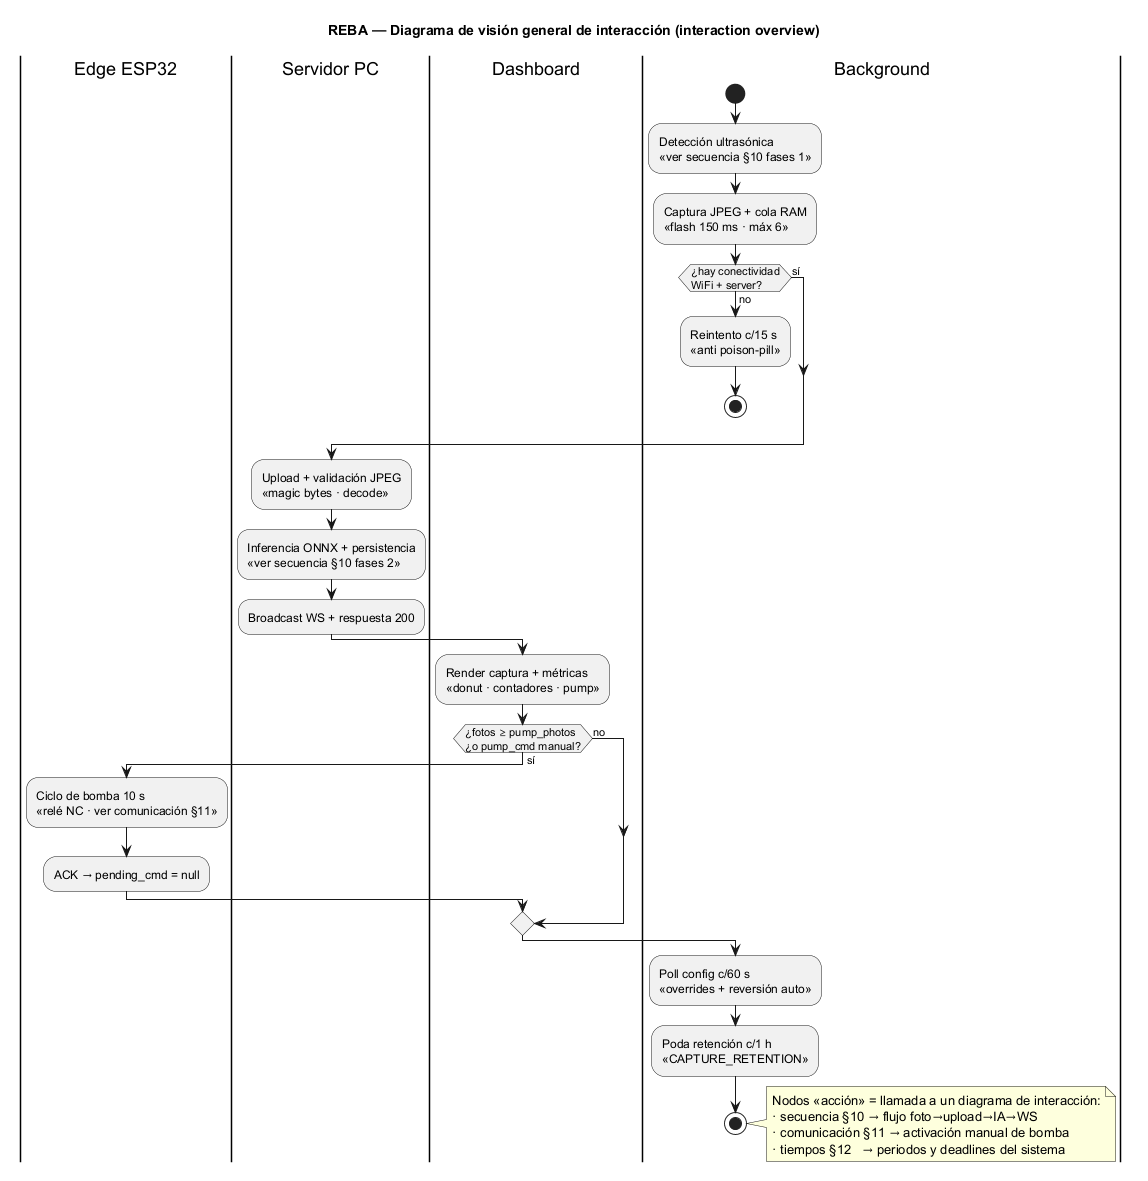 REBA — Diagrama de visión general de interacción (interaction overview)
Edge ESP32
Servidor PC
Dashboard
Background
Detección ultrasónica
«ver secuencia §10 fases 1»
Captura JPEG + cola RAM
«flash 150 ms · máx 6»
¿hay conectividad
WiFi + server?
sí
no
Reintento c/15 s
«anti poison-pill»
Upload + validación JPEG
«magic bytes · decode»
Inferencia ONNX + persistencia
«ver secuencia §10 fases 2»
Broadcast WS + respuesta 200
Render captura + métricas
«donut · contadores · pump»
¿fotos ≥ pump_photos
¿o pump_cmd manual?
no
sí
Ciclo de bomba 10 s
«relé NC · ver comunicación §11»
ACK → pending_cmd = null
Poll config c/60 s
«overrides + reversión auto»
Poda retención c/1 h
«CAPTURE_RETENTION»
Nodos «acción» = llamada a un diagrama de interacción:
· secuencia §10 → flujo foto→upload→IA→WS
· comunicación §11 → activación manual de bomba
· tiempos §12 → periodos y deadlines del sistema